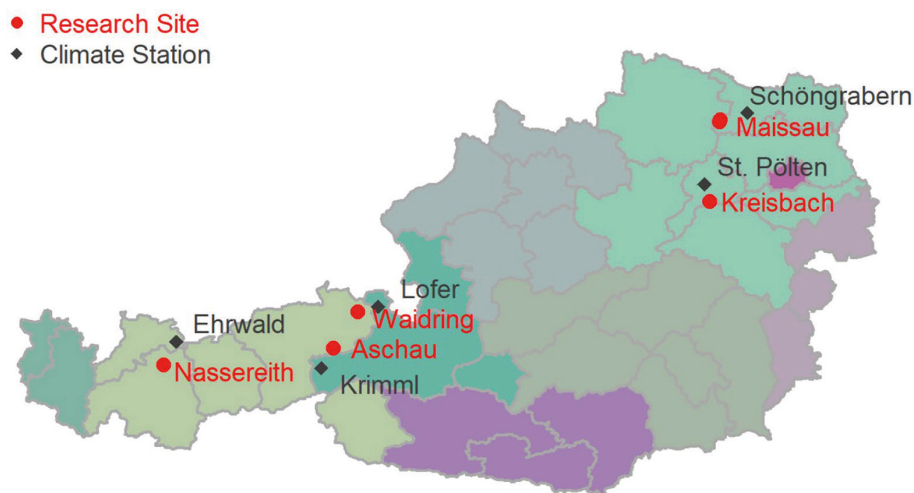 Research Site
Climate Station
Schöngrabern
Maissau
St. Pölten
Kreisbach
Lofer
Waidring
Ehrwald
Aschau
Nassereith
Krimml